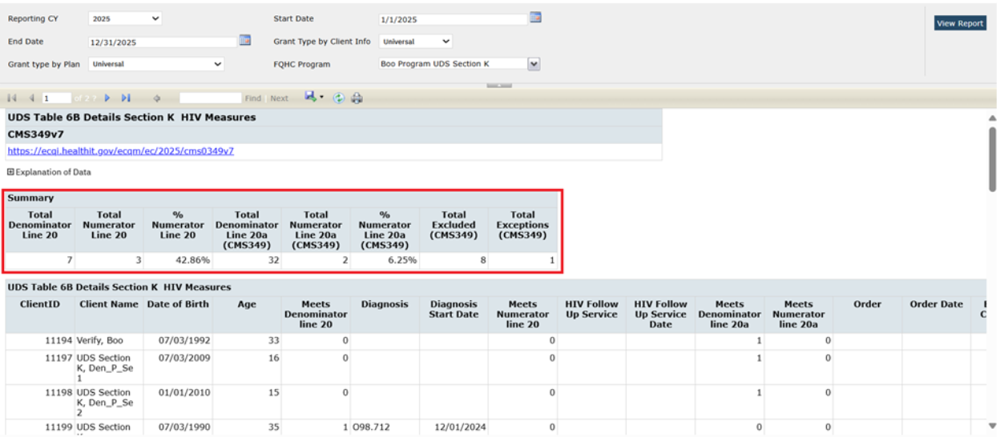 Reporting CY 2025 Start Date 1/1/2025 View Report
End Date 12/31/2025 Grant Type by Client Info Universal
Grant type by Plan Universal FQHC Program Boo Program UDS Section K
1 of 2 ? Find | Next
UDS Table 6B Details Section K HIV Measures
CMS349v7
https://ecqi.healthit.gov/ecqm/ec/2025/cms0349v7
Explanation of Data
Summary
Total Denominator Line 20 Total Numerator Line 20 % Numerator Line 20 Total Denominator Line 20a (CMS349) Total Numerator Line 20a (CMS349) % Numerator Line 20a (CMS349) Total Excluded (CMS349) Total Exceptions (CMS349)
7 3 42.86% 32 2 6.25% 8 1
UDS Table 6B Details Section K HIV Measures
ClientID Client Name Date of Birth Age Meets Denominator line 20 Diagnosis Diagnosis Start Date Meets Numerator line 20 HIV Follow Up Service HIV Follow Up Service Date Meets Denominator line 20a Meets Numerator line 20a Order Order Date
11194 Verify, Boo 07/03/1992 33 0 0 1 0
11197 UDS Section K, Den_P_Se 1 07/03/2009 16 0 0 1 0
11198 UDS Section K, Den_P_Se 2 01/01/2010 15 0 0 1 0
11199 UDS Section 07/03/1990 35 1 O98.712 12/01/2024 0 0 0